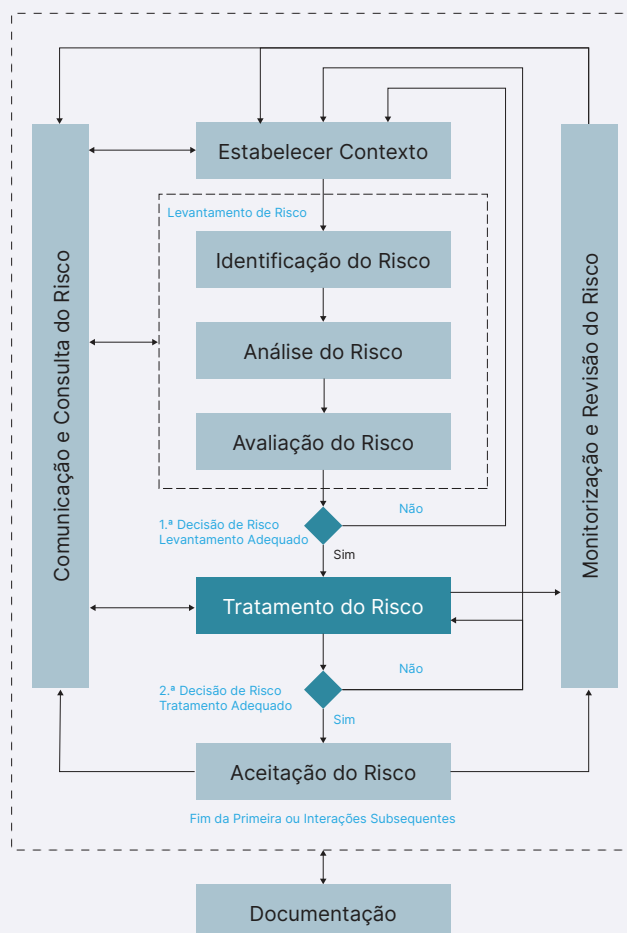 Estabelecer Contexto
Levantamento de Risco
Identificação do Risco
Análise do Risco
Avaliação do Risco
Comunicação e Consulta do Risco
Monitorização e Revisão do Risco
1.ª Decisão de Risco
Levantamento Adequado
Não
Sim
Tratamento do Risco
2.ª Decisão de Risco
Tratamento Adequado
Não
Sim
Aceitação do Risco
Fim da Primeira ou Interações Subsequentes
Documentação